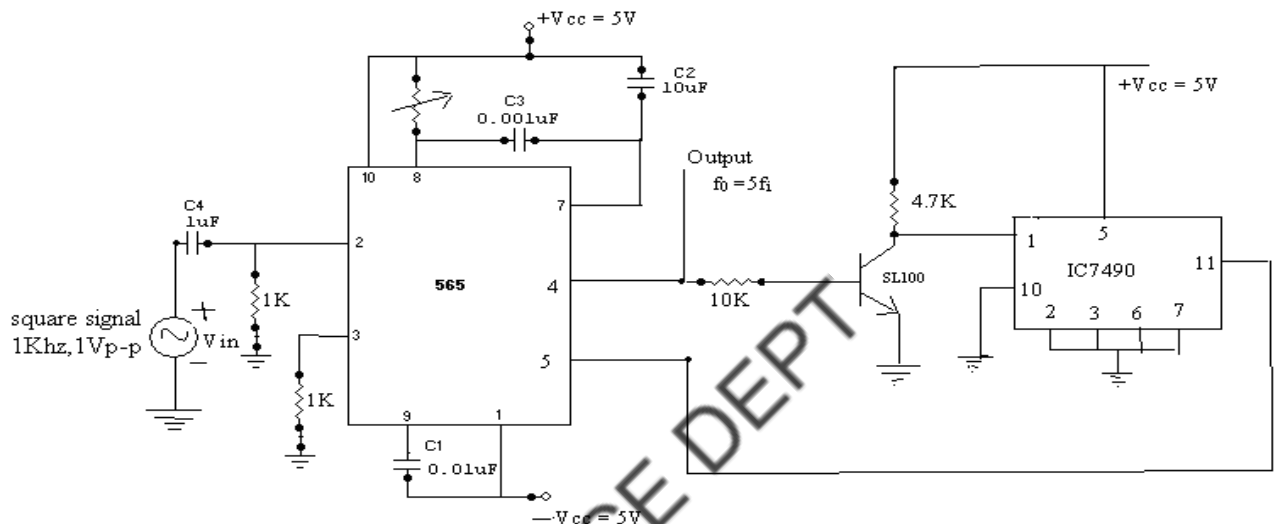 +Vcc = 5V
C2
10uF
C3
0.001uF
+Vcc = 5V
Output
f0 =5fi
10
8
7
4.7K
C4
1uF
2
1
5
11
IC7490
565
4
SL100
10
1K
10K
2 3 6 7
square signal
1Khz,1Vp-p
+
Vin
-
3
5
1K
9
1
C1
0.01uF
—Vcc = 5V
CE DEPT